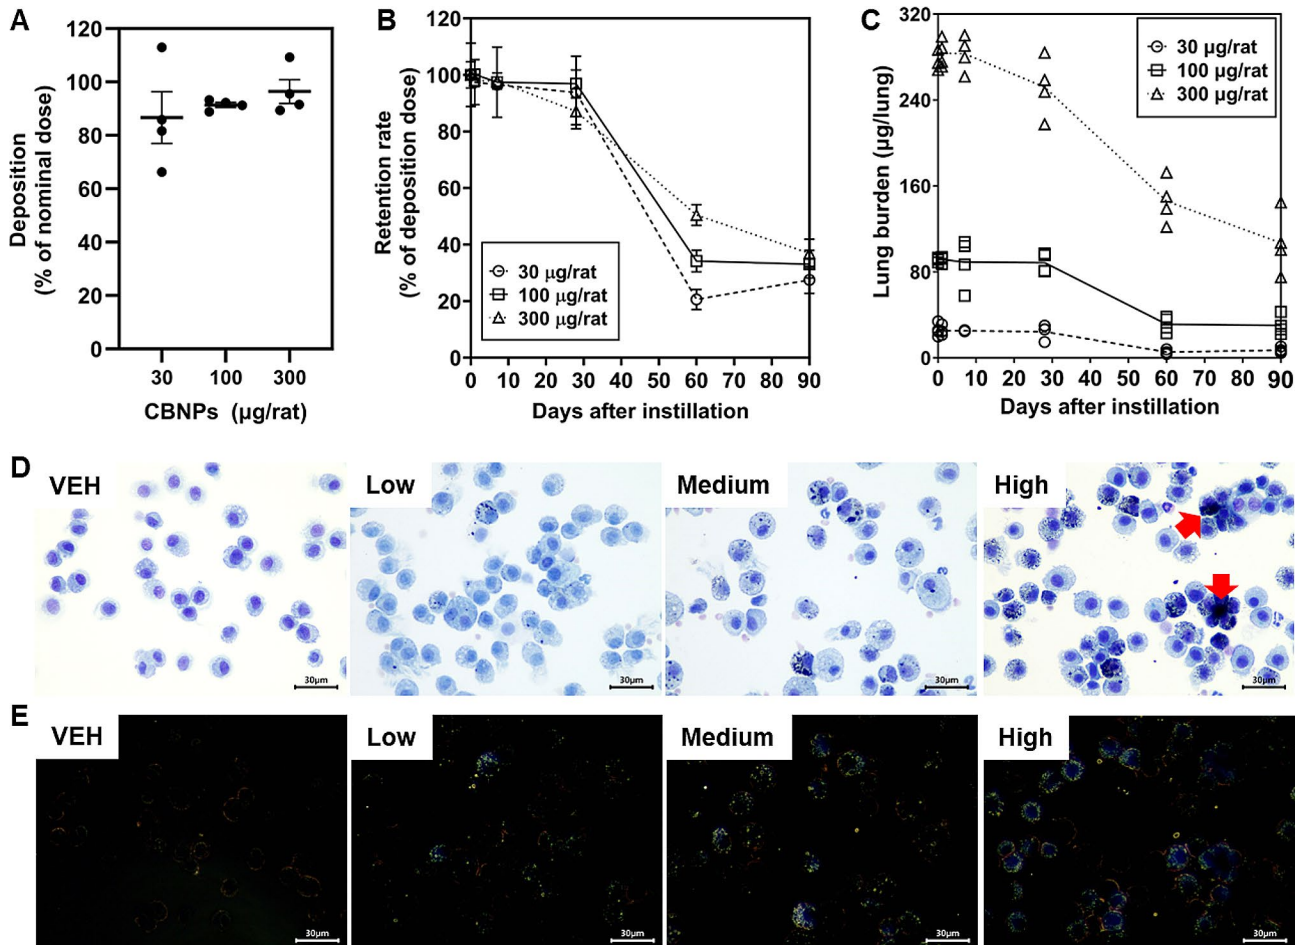 A
Deposition
(% of nominal dose)
120
100
80
60
40
20
0
30 100 300
CBNPs (µg/rat)
B
Retention rate
(% of deposition dose)
120
100
80
60
40
20
0
30 µg/rat
100 µg/rat
300 µg/rat
0 10 20 30 40 50 60 70 80 90
Days after instillation
C
Lung burden (µg/lung)
320
240
160
80
0
30 µg/rat
100 µg/rat
300 µg/rat
0 10 20 30 40 50 60 70 80 90
Days after instillation
D
VEH
30µm
Low
30µm
Medium
30µm
High
30µm
E
VEH
30µm
Low
30µm
Medium
30µm
High
30µm